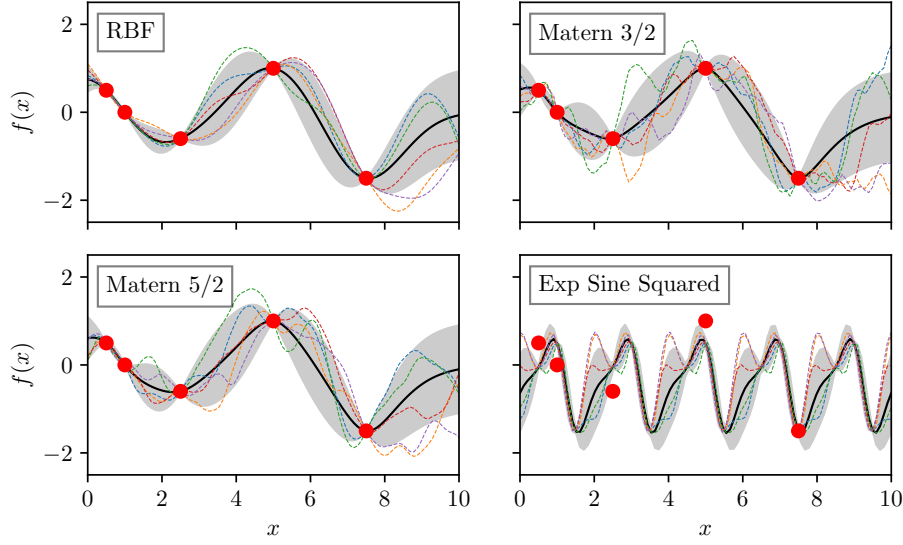 RBF
Matern 3/2
2
0
−2
f(x)
Matern 5/2
Exp Sine Squared
2
0
−2
f(x)
0 2 4 6 8 10
0 2 4 6 8 10
x
x